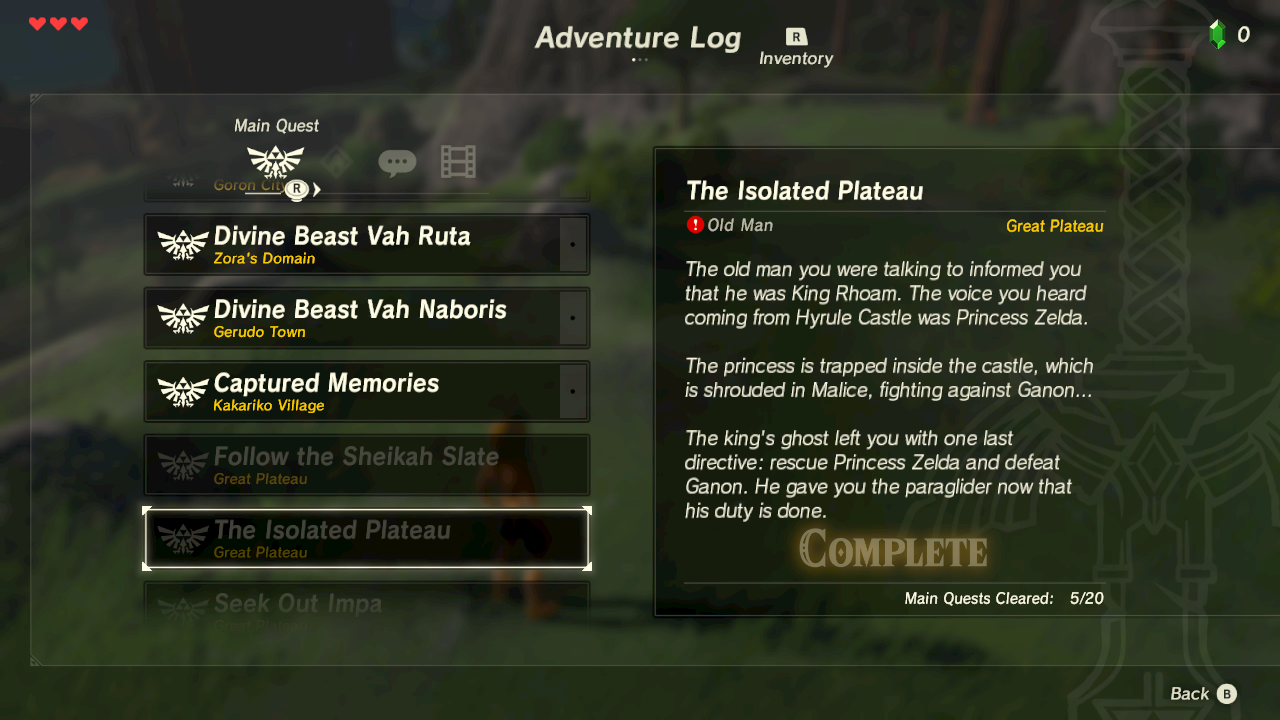 Adventure Log
R
Inventory
0
Main Quest
Goron City
R
Divine Beast Vah Ruta
Zora's Domain
Divine Beast Vah Naboris
Gerudo Town
Captured Memories
Kakariko Village
Follow the Sheikah Slate
Great Plateau
The Isolated Plateau
Great Plateau
Seek Out Impa
Great Plateau
The Isolated Plateau
! Old Man
Great Plateau
The old man you were talking to informed you
that he was King Rhoam. The voice you heard
coming from Hyrule Castle was Princess Zelda.
The princess is trapped inside the castle, which
is shrouded in Malice, fighting against Ganon...
The king's ghost left you with one last
directive: rescue Princess Zelda and defeat
Ganon. He gave you the paraglider now that
his duty is done.
COMPLETE
Main Quests Cleared: 5/20
Back B